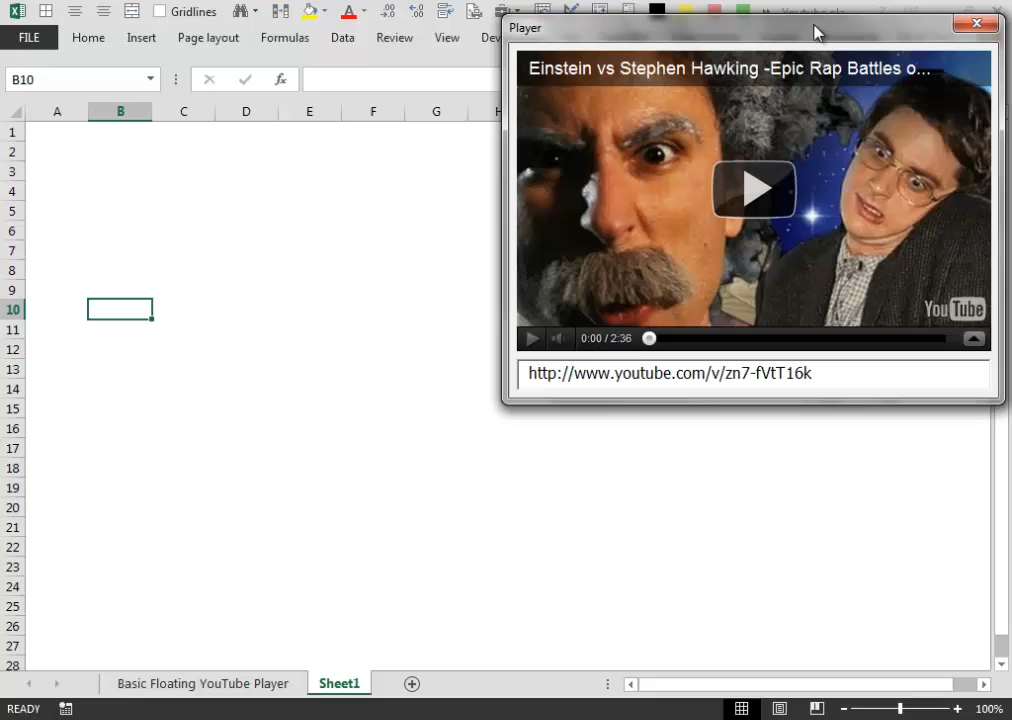 Gridlines
FILE Home Insert Page layout Formulas Data Review View Dev
Player
B10
Einstein vs Stephen Hawking -Epic Rap Battles o...
A B C D E F G H
1
2
3
4
5
6
7
8
9
10
11
12
13
14
15
16
17
18
19
20
21
22
23
24
25
26
27
28
YouTube
0:00 / 2:36
http://www.youtube.com/v/zn7-fVtT16k
Basic Floating YouTube Player Sheet1
READY 100%